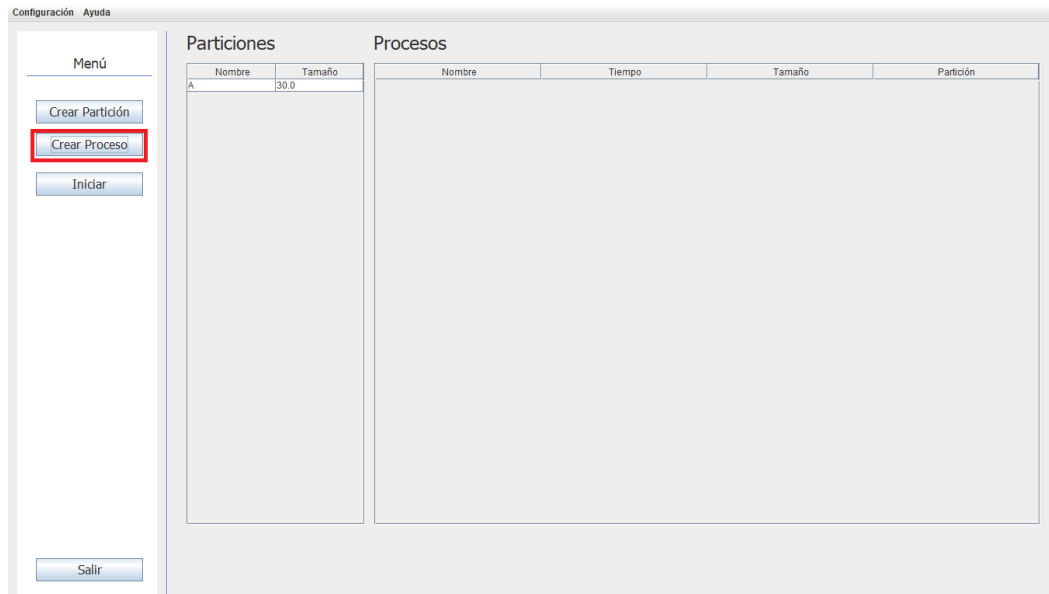 Configuración Ayuda
Menú
Crear Partición
Crear Proceso
Iniciar
Salir
Particiones
Nombre Tamaño
A 30.0
Procesos
Nombre Tiempo Tamaño Partición